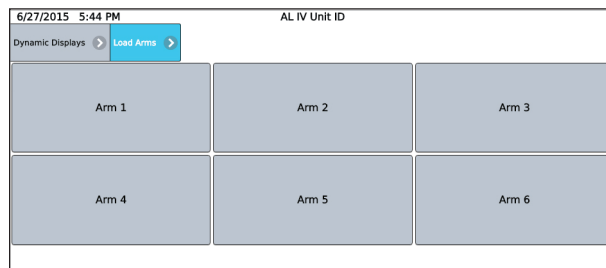 6/27/2015 5:44 PM AL IV Unit ID
Dynamic Displays Load Arms
Arm 1 Arm 2 Arm 3
Arm 4 Arm 5 Arm 6